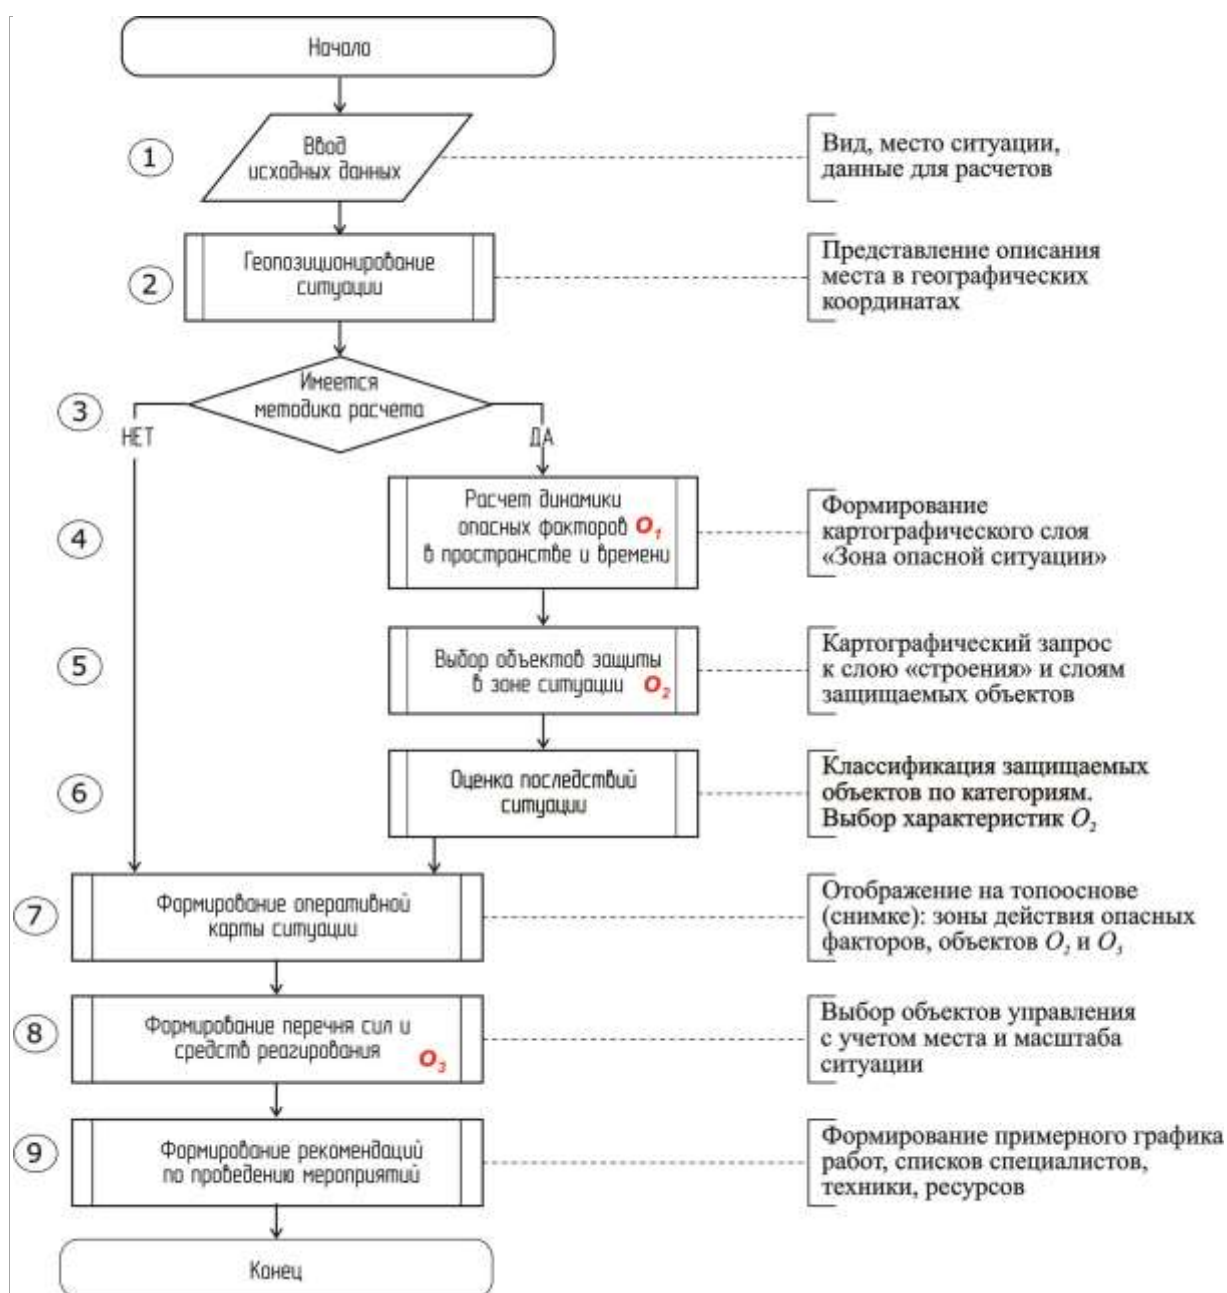 Начало
1
Ввод
исходных данных
Вид, место ситуации,
данные для расчетов
2
Геопозиционирование
ситуации
Представление описания
места в географических
координатах
3
Имеется
методика расчета
НЕТ
ДА
4
Расчет динамики
опасных факторов O₁
в пространстве и времени
Формирование
картографического слоя
«Зона опасной ситуации»
5
Выбор объектов защиты
в зоне ситуации O₂
Картографический запрос
к слою «строения» и слоям
защищаемых объектов
6
Оценка последствий
ситуации
Классификация защищаемых
объектов по категориям.
Выбор характеристик O₂
7
Формирование оперативной
карты ситуации
Отображение на топооснове
(снимке): зоны действия опасных
факторов, объектов O₂ и O₃
8
Формирование перечня сил и
средств реагирования O₃
Выбор объектов управления
с учетом места и масштаба
ситуации
9
Формирование рекомендаций
по проведению мероприятий
Формирование примерного графика
работ, списков специалистов,
техники, ресурсов
Конец